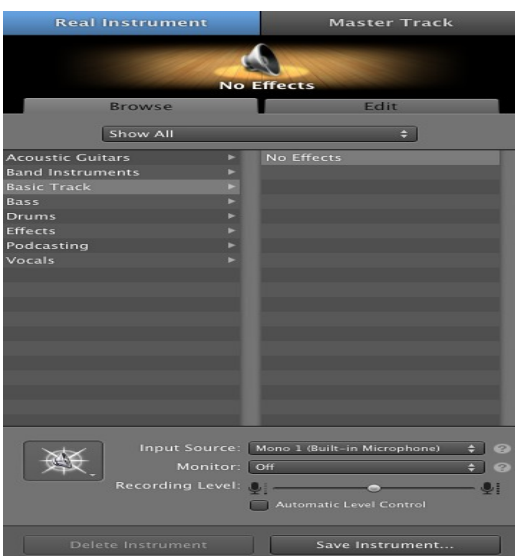 Real Instrument Master Track
No Effects
Browse Edit
Show All
Acoustic Guitars No Effects
Band Instruments
Basic Track
Bass
Drums
Effects
Podcasting
Vocals
Input Source: Mono 1 (Built-in Microphone) ?
Monitor: Off ?
Recording Level:
Automatic Level Control
Delete Instrument Save Instrument...